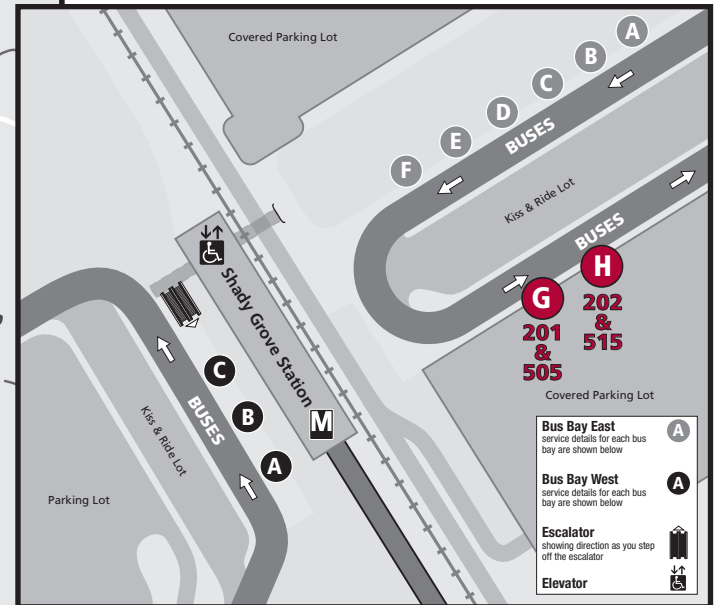 Covered Parking Lot
A
B
C
D
E
F
BUSES
Kiss & Ride Lot
BUSES
G
H
201
&
505
202
&
515
Covered Parking Lot
Shady Grove Station
M
C
B
A
BUSES
Kiss & Ride Lot
Parking Lot
Bus Bay East
service details for each bus
bay are shown below
A
Bus Bay West
service details for each bus
bay are shown below
A
Escalator
showing direction as you step
off the escalator
Elevator